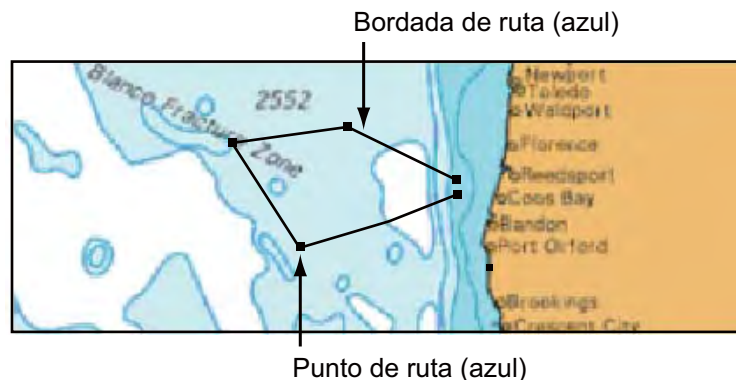 Bordada de ruta (azul)
Newport
Toledo
Waldport
Blanco Fracture Zone
2552
Florence
Reedsport
Coos Bay
Bandon
Port Orford
Brookings
Crescent City
Punto de ruta (azul)